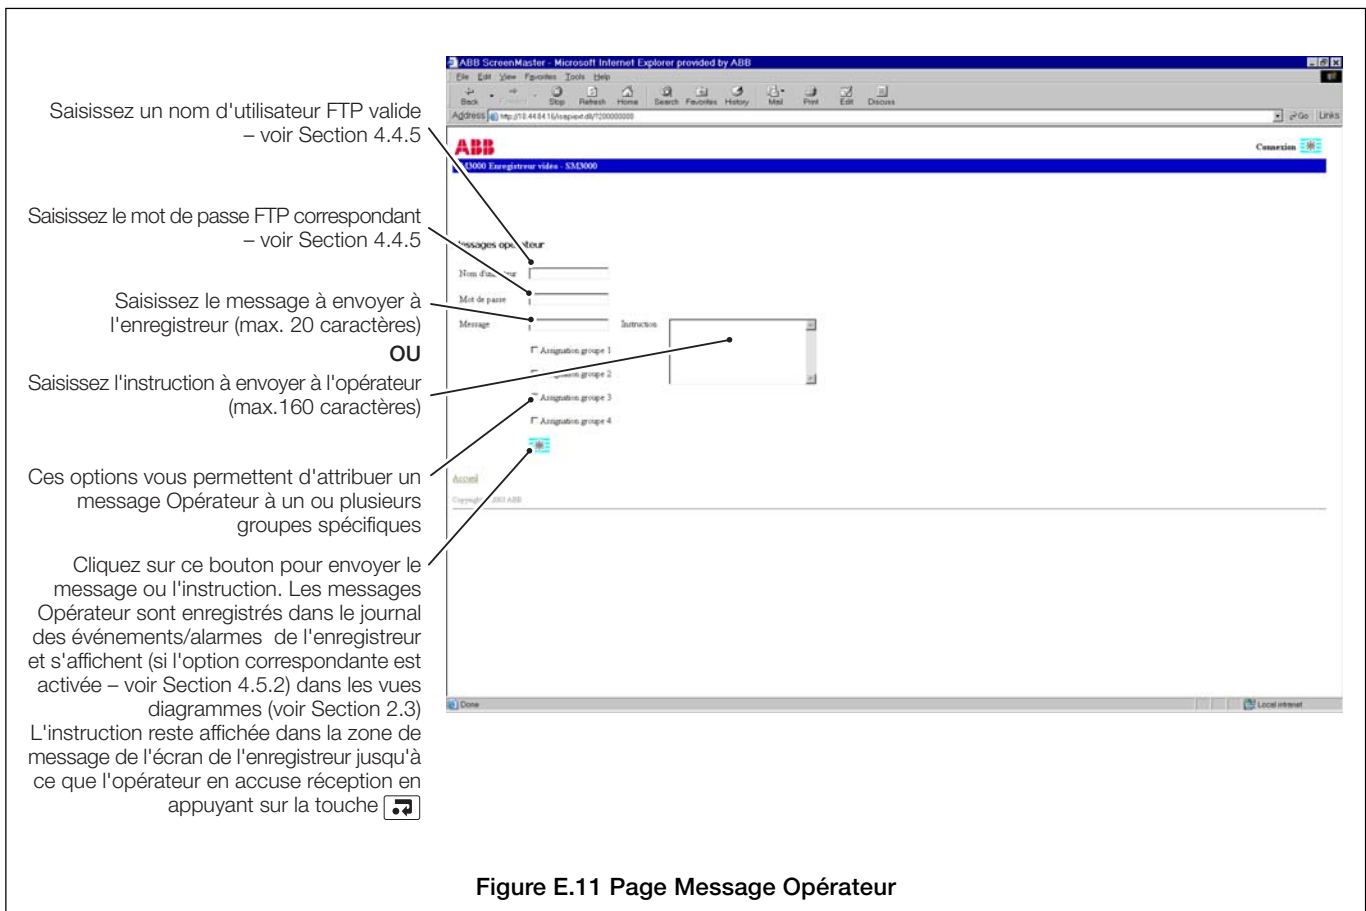 Saisissez un nom d'utilisateur FTP valide
– voir Section 4.4.5
Saisissez le mot de passe FTP correspondant
– voir Section 4.4.5
Saisissez le message à envoyer à
l'enregistreur (max. 20 caractères)
OU
Saisissez l'instruction à envoyer à l'opérateur
(max.160 caractères)
Ces options vous permettent d'attribuer un
message Opérateur à un ou plusieurs
groupes spécifiques
Cliquez sur ce bouton pour envoyer le
message ou l'instruction. Les messages
Opérateur sont enregistrés dans le journal
des événements/alarmes de l'enregistreur
et s'affichent (si l'option correspondante est
activée – voir Section 4.5.2) dans les vues
diagrammes (voir Section 2.3)
L'instruction reste affichée dans la zone de
message de l'écran de l'enregistreur jusqu'à
ce que l'opérateur en accuse réception en
appuyant sur la touche
ABB ScreenMaster - Microsoft Internet Explorer provided by ABB
File Edit View Favorites Tools Help
Back Stop Refresh Home Search Favorites History Mail Print Edit Discuss
Address Go Links
ABB
Connexion
SM3000 Enregistreur vidéo - SM3000
Messages opérateur
Mot de passe
Message
Instruction
Assignation groupe 1
groupe 2
Assignation groupe 3
Assignation groupe 4
Accueil
2003 ABB
Done
Local intranet
Figure E.11 Page Message Opérateur